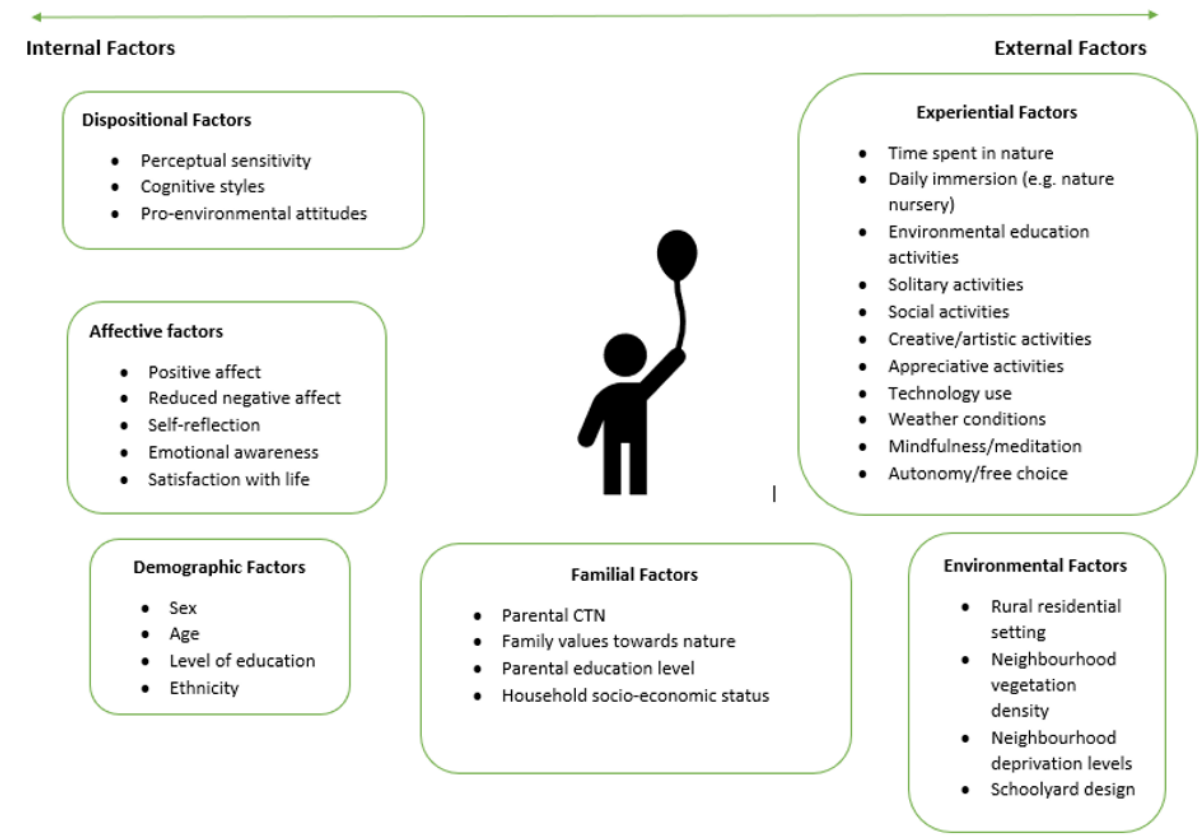 Internal Factors
External Factors
Dispositional Factors
• Perceptual sensitivity
• Cognitive styles
• Pro-environmental attitudes
Affective factors
• Positive affect
• Reduced negative affect
• Self-reflection
• Emotional awareness
• Satisfaction with life
Demographic Factors
• Sex
• Age
• Level of education
• Ethnicity
Familial Factors
• Parental CTN
• Family values towards nature
• Parental education level
• Household socio-economic status
Experiential Factors
• Time spent in nature
• Daily immersion (e.g. nature
nursery)
• Environmental education
activities
• Solitary activities
• Social activities
• Creative/artistic activities
• Appreciative activities
• Technology use
• Weather conditions
• Mindfulness/meditation
• Autonomy/free choice
Environmental Factors
• Rural residential
setting
• Neighbourhood
vegetation
density
• Neighbourhood
deprivation levels
• Schoolyard design